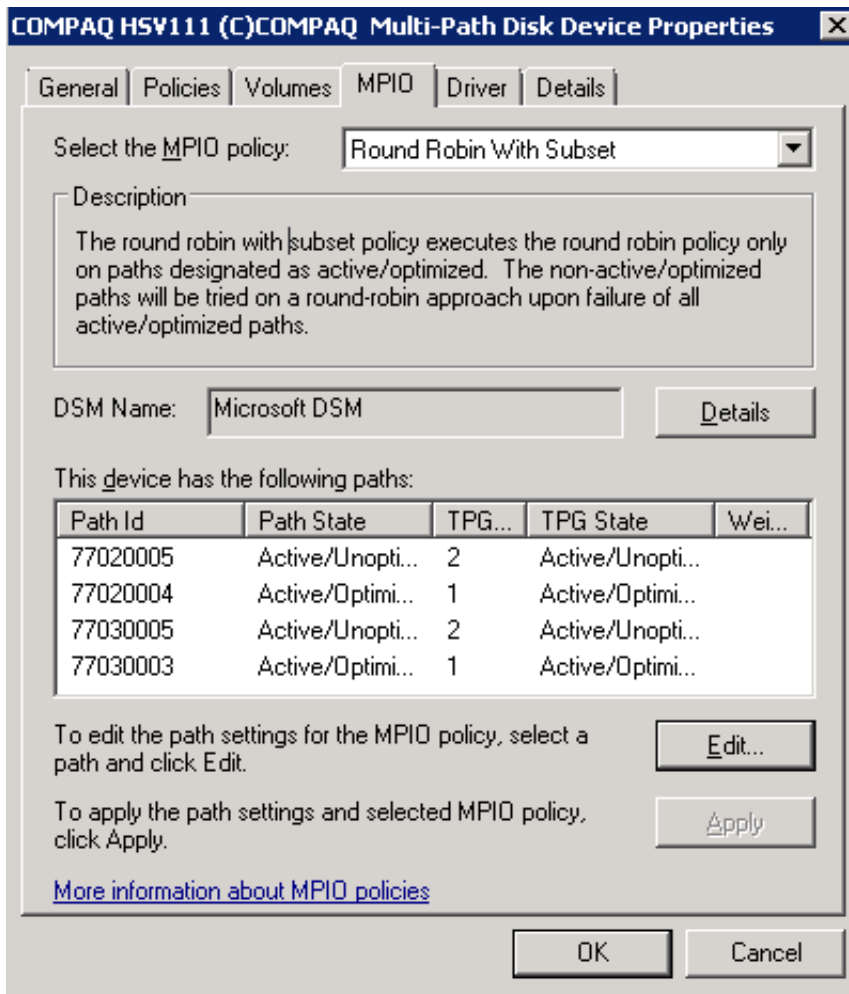 COMPAQ HSV111 (C)COMPAQ Multi-Path Disk Device Properties
General Policies Volumes MPIO Driver Details
Select the MPIO policy: Round Robin With Subset
Description
The round robin with subset policy executes the round robin policy only
on paths designated as active/optimized. The non-active/optimized
paths will be tried on a round-robin approach upon failure of all
active/optimized paths.
DSM Name: Microsoft DSM Details
This device has the following paths:
Path Id Path State TPG... TPG State Wei...
77020005 Active/Unopti... 2 Active/Unopti...
77020004 Active/Optimi... 1 Active/Optimi...
77030005 Active/Unopti... 2 Active/Unopti...
77030003 Active/Optimi... 1 Active/Optimi...
To edit the path settings for the MPIO policy, select a
path and click Edit.
Edit...
To apply the path settings and selected MPIO policy,
click Apply.
Apply
More information about MPIO policies
OK Cancel